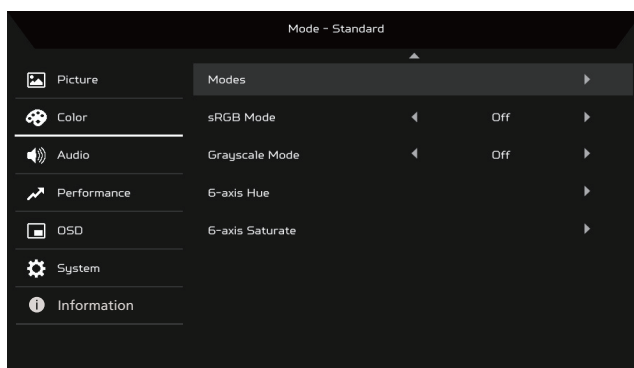 Mode - Standard
Picture
Modes
Color
sRGB Mode
Off
Audio
Grayscale Mode
Off
Performance
6-axis Hue
OSD
6-axis Saturate
System
Information